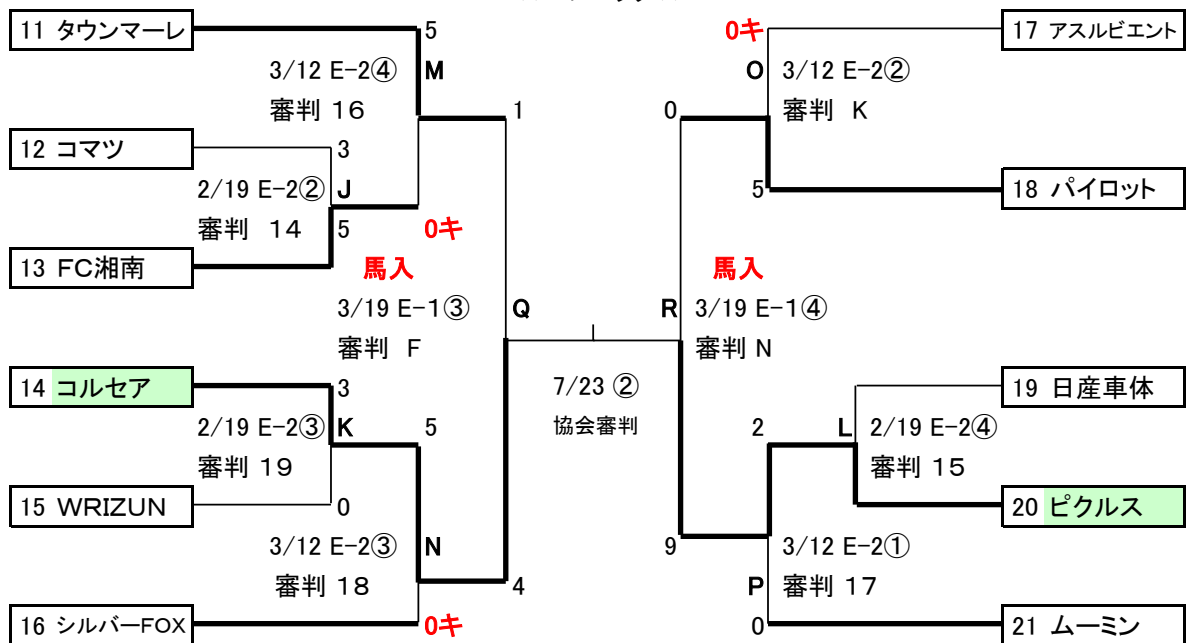 11 タウンマーレ
5
3/12 E-2④
M
審判 16
1
12 コマツ
3
2/19 E-2②
J
審判 14
5
0キ
13 FC湘南
馬入
3/19 E-1③
Q
審判 F
14 コルセア
3
2/19 E-2③
K
5
審判 19
15 WRIZUN
0
3/12 E-2③
N
審判 18
4
16 シルバーFOX
0キ
7/23 ②
協会審判
0キ
17 アスルビエント
O
3/12 E-2②
0
審判 K
5
18 パイロット
馬入
R
3/19 E-1④
審判 N
19 日産車体
2
L
2/19 E-2④
審判 15
20 ピクルス
9
3/12 E-2①
P
審判 17
0
21 ムーミン